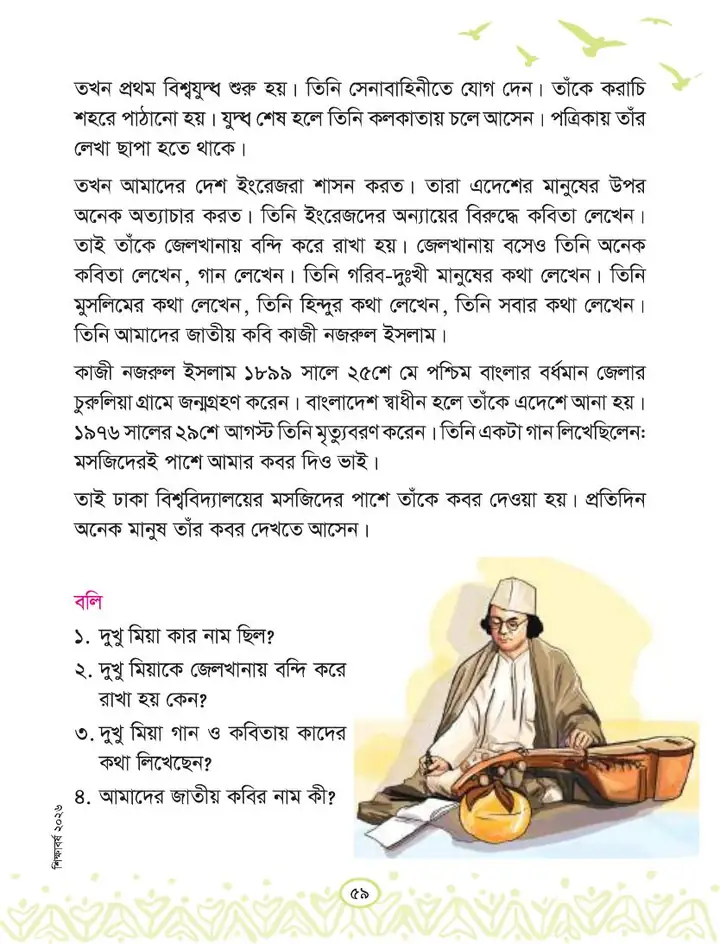 তখন প্রথম বিশ্বযুদ্ধ শুরু হয়। তিনি সেনাবাহিনীতে যোগ দেন। তাঁকে করাচি
শহরে পাঠানো হয়। যুদ্ধ শেষ হলে তিনি কলকাতায় চলে আসেন। পত্রিকায় তাঁর
লেখা ছাপা হতে থাকে।
তখন আমাদের দেশ ইংরেজরা শাসন করত। তারা এদেশের মানুষের উপর
অনেক অত্যাচার করত। তিনি ইংরেজদের অন্যায়ের বিরুদ্ধে কবিতা লেখেন।
তাই তাঁকে জেলখানায় বন্দি করে রাখা হয়। জেলখানায় বসেও তিনি অনেক
কবিতা লেখেন, গান লেখেন। তিনি গরিব-দুঃখী মানুষের কথা লেখেন। তিনি
মুসলিমের কথা লেখেন, তিনি হিন্দুর কথা লেখেন, তিনি সবার কথা লেখেন।
তিনি আমাদের জাতীয় কবি কাজী নজরুল ইসলাম।
কাজী নজরুল ইসলাম ১৮৯৯ সালে ২৫শে মে পশ্চিম বাংলার বর্ধমান জেলার
চুরুলিয়া গ্রামে জন্মগ্রহণ করেন। বাংলাদেশ স্বাধীন হলে তাঁকে এদেশে আনা হয়।
১৯৭৬ সালের ২৯শে আগস্ট তিনি মৃত্যুবরণ করেন। তিনি একটা গান লিখেছিলেন:
মসজিদেরই পাশে আমার কবর দিও ভাই।
তাই ঢাকা বিশ্ববিদ্যালয়ের মসজিদের পাশে তাঁকে কবর দেওয়া হয়। প্রতিদিন
অনেক মানুষ তাঁর কবর দেখতে আসেন।
বলি
১. দুখু মিয়া কার নাম ছিল?
২. দুখু মিয়াকে জেলখানায় বন্দি করে
রাখা হয় কেন?
৩. দুখু মিয়া গান ও কবিতায় কাদের
কথা লিখেছেন?
৪. আমাদের জাতীয় কবির নাম কী?
শিক্ষাবর্ষ ২০২৬
৫৯